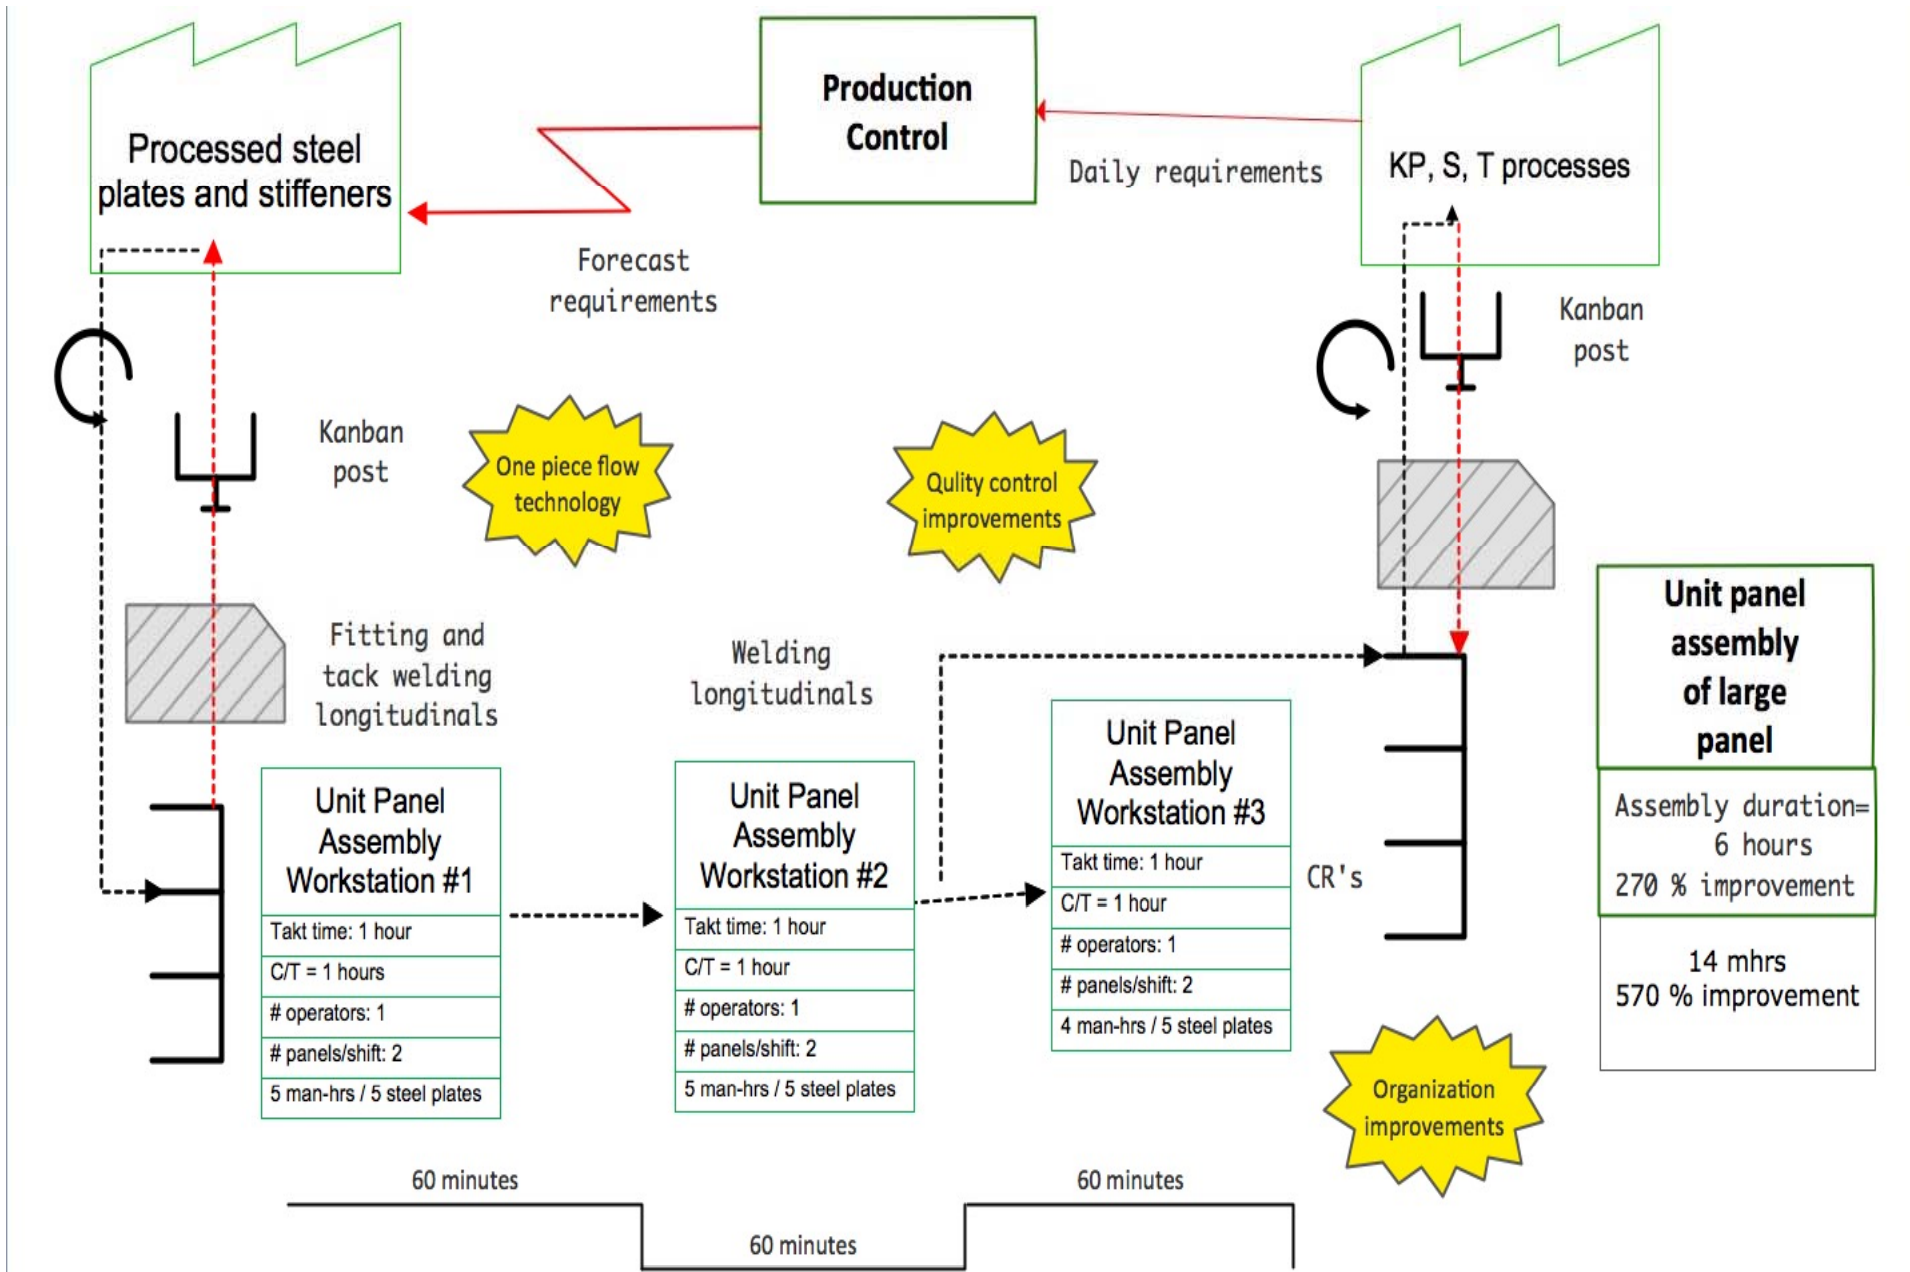 Processed steel
plates and stiffeners
Production
Control
KP, S, T processes
Daily requirements
Forecast
requirements
Kanban
post
Kanban
post
One piece flow
technology
Qulity control
improvements
Fitting and
tack welding
longitudinals
Welding
longitudinals
Unit Panel
Assembly
Workstation #1
Takt time: 1 hour
C/T = 1 hours
# operators: 1
# panels/shift: 2
5 man-hrs / 5 steel plates
Unit Panel
Assembly
Workstation #2
Takt time: 1 hour
C/T = 1 hour
# operators: 1
# panels/shift: 2
5 man-hrs / 5 steel plates
Unit Panel
Assembly
Workstation #3
Takt time: 1 hour
C/T = 1 hour
# operators: 1
# panels/shift: 2
4 man-hrs / 5 steel plates
CR's
Unit panel
assembly
of large
panel
Assembly duration=
6 hours
270 % improvement
14 mhrs
570 % improvement
Organization
improvements
60 minutes
60 minutes
60 minutes